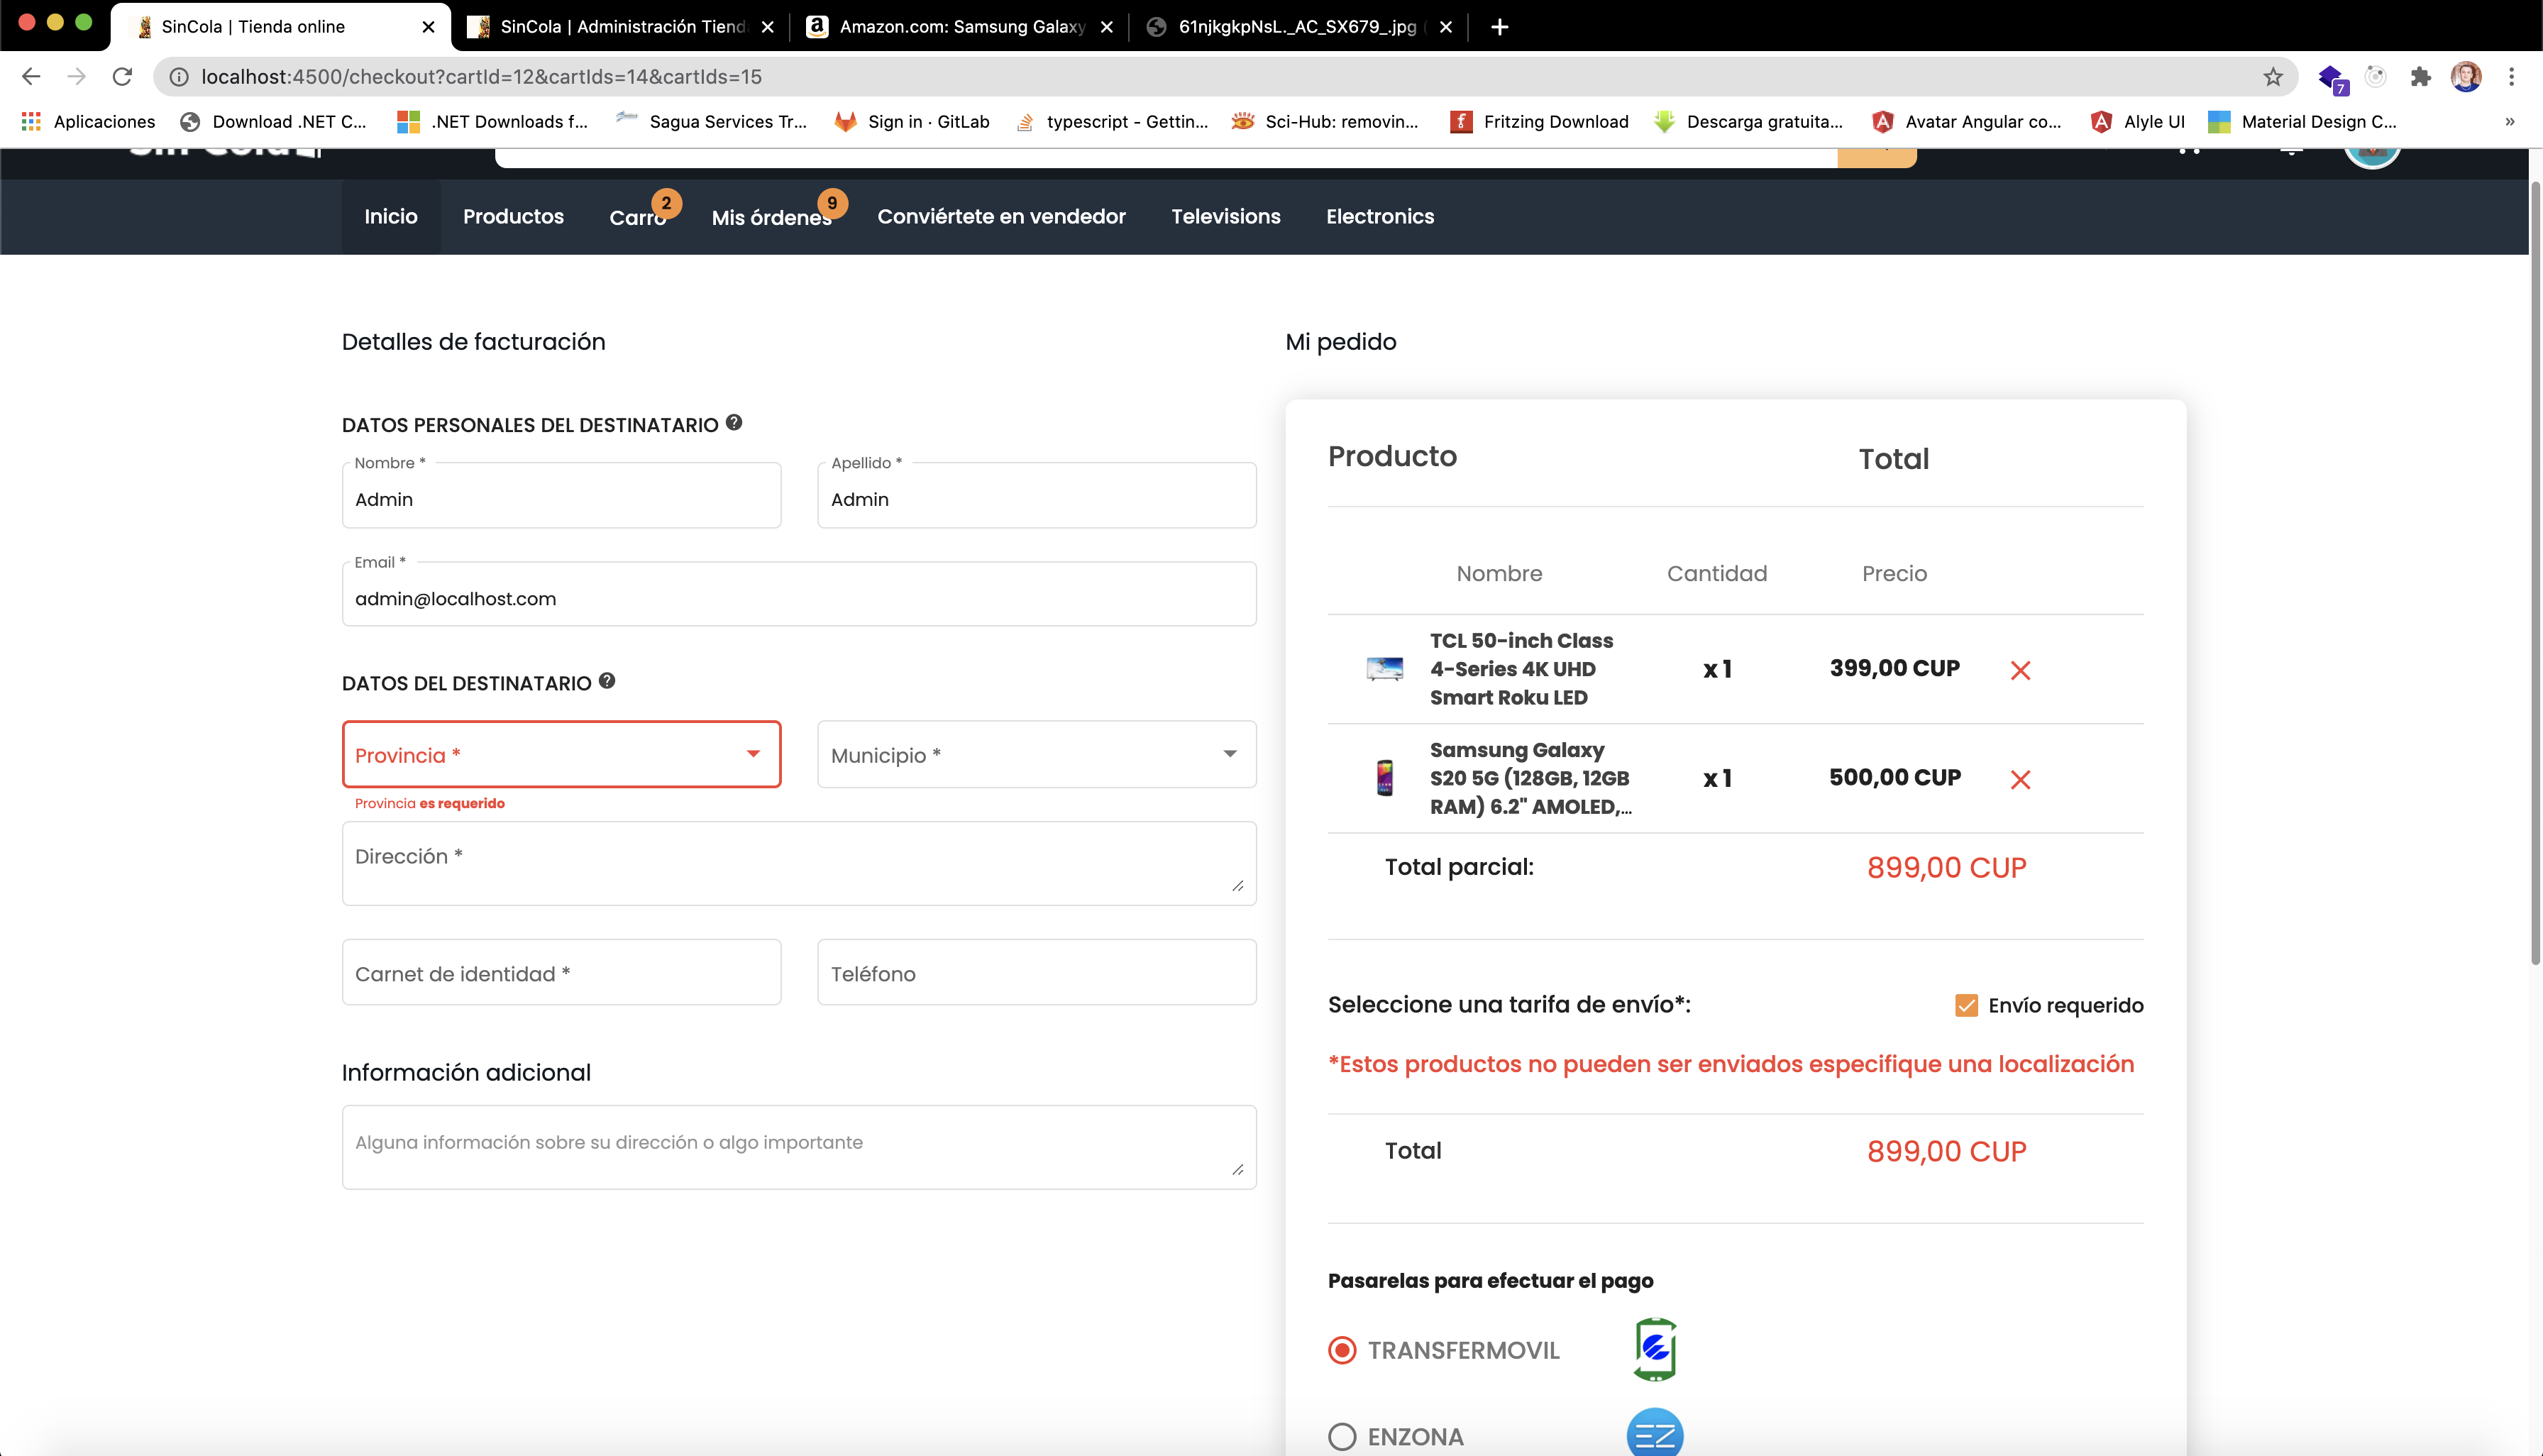 SinCola | Tienda online
SinCola | Administración Tiend
Amazon.com: Samsung Galaxy
61njkgkpNsL._AC_SX679_.jpg
localhost:4500/checkout?cartId=12&cartIds=14&cartIds=15
7
Aplicaciones
Download .NET C...
.NET Downloads f...
Sagua Services Tr...
Sign in · GitLab
typescript - Gettin...
Sci-Hub: removin...
Fritzing Download
Descarga gratuita...
Avatar Angular co...
Alyle UI
Material Design C...
»
Inicio
Productos
Carro
2
Mis órdenes
9
Conviértete en vendedor
Televisions
Electronics
Detalles de facturación
DATOS PERSONALES DEL DESTINATARIO
Nombre *
Admin
Apellido *
Admin
Email *
admin@localhost.com
DATOS DEL DESTINATARIO
Provincia *
Municipio *
Provincia es requerido
Dirección *
Carnet de identidad *
Teléfono
Información adicional
Alguna información sobre su dirección o algo importante
Mi pedido
Producto
Total
Nombre
Cantidad
Precio
TCL 50-inch Class
4-Series 4K UHD
Smart Roku LED
x 1
399,00 CUP
Samsung Galaxy
S20 5G (128GB, 12GB
RAM) 6.2" AMOLED,...
x 1
500,00 CUP
Total parcial:
899,00 CUP
Seleccione una tarifa de envío*:
Envío requerido
*Estos productos no pueden ser enviados especifique una localización
Total
899,00 CUP
Pasarelas para efectuar el pago
TRANSFERMOVIL
ENZONA